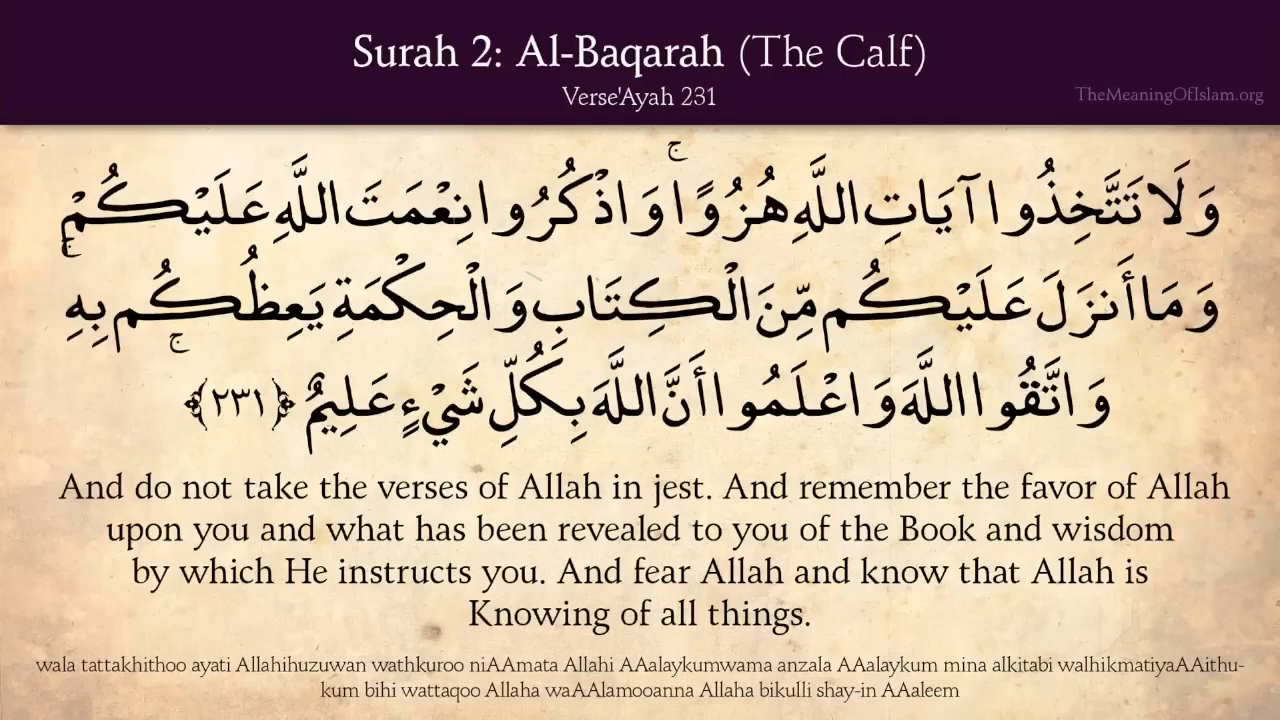 Surah 2: Al-Baqarah (The Calf)
Verse'Ayah 231
TheMeaningOfIslam.org
وَلَا تَتَّخِذُوا آيَاتِ اللَّهِ هُزُوًا ۚ وَاذْكُرُوا نِعْمَتَ اللَّهِ عَلَيْكُمْ
وَمَا أَنزَلَ عَلَيْكُم مِّنَ الْكِتَابِ وَالْحِكْمَةِ يَعِظُكُم بِهِ ۚ
وَاتَّقُوا اللَّهَ وَاعْلَمُوا أَنَّ اللَّهَ بِكُلِّ شَيْءٍ عَلِيمٌ ﴿٢٣١﴾
And do not take the verses of Allah in jest. And remember the favor of Allah
upon you and what has been revealed to you of the Book and wisdom
by which He instructs you. And fear Allah and know that Allah is
Knowing of all things.
wala tattakhithoo ayati Allahihuzuwan wathkuroo niAAmata Allahi AAalaykumwama anzala AAalaykum mina alkitabi walhikmatiyaAAithu-
kum bihi wattaqoo Allaha waAAlamooanna Allaha bikulli shay-in AAaleem